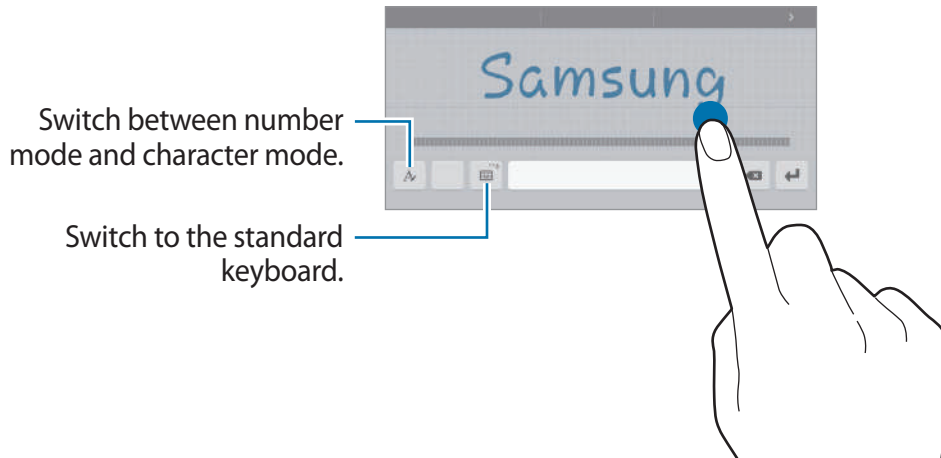 Samsung
Switch between number
mode and character mode.
Switch to the standard
keyboard.